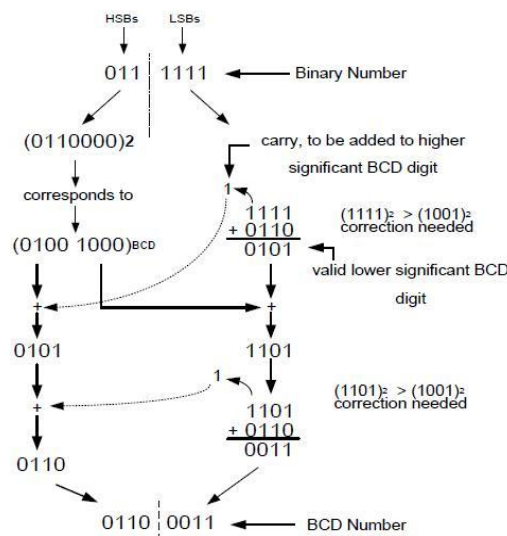 HSBs LSBs
011 1111 Binary Number
(0110000)2
carry, to be added to higher
significant BCD digit
corresponds to
1
1111
+ 0110
0101
(1111)2 > (1001)2
correction needed
(0100 1000)BCD
valid lower significant BCD
digit
+ +
0101 1101
1
(1101)2 > (1001)2
correction needed
+
1101
+ 0110
0011
0110
0110 0011 BCD Number